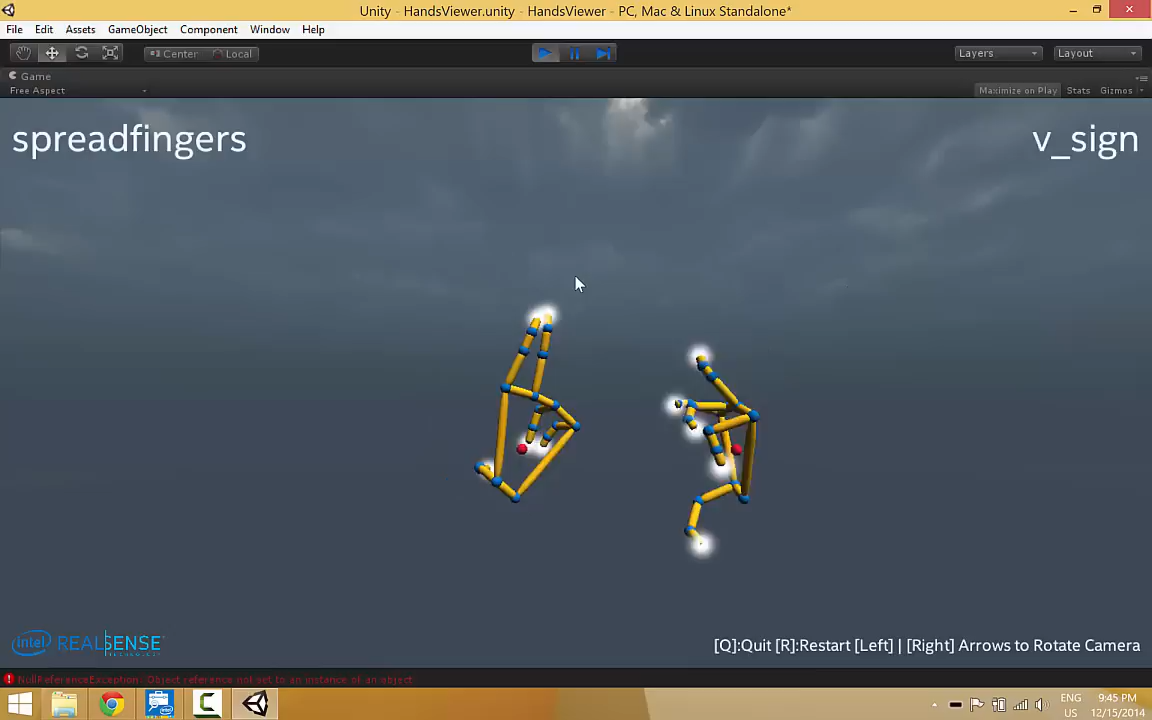 Unity - HandsViewer.unity - HandsViewer - PC, Mac & Linux Standalone*
File Edit Assets GameObject Component Window Help
Center Local Layers Layout
Game
Free Aspect Maximize on Play Stats Gizmos
spreadfingers v_sign
intel REALSENSE
TECHNOLOGY
[Q]:Quit [R]:Restart [Left] | [Right] Arrows to Rotate Camera
NullReferenceException: Object reference not set to an instance of an object
ENG 9:45 PM
US 12/15/2014